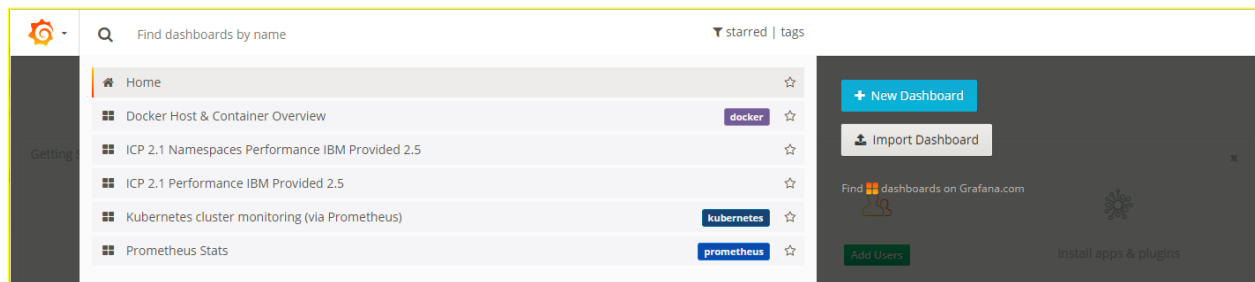 Find dashboards by name
starred | tags
Home
Docker Host & Container Overview
docker
ICP 2.1 Namespaces Performance IBM Provided 2.5
ICP 2.1 Performance IBM Provided 2.5
Kubernetes cluster monitoring (via Prometheus)
kubernetes
Prometheus Stats
prometheus
+ New Dashboard
Import Dashboard
Find dashboards on Grafana.com
Getting
Add Users
Install apps & plugins